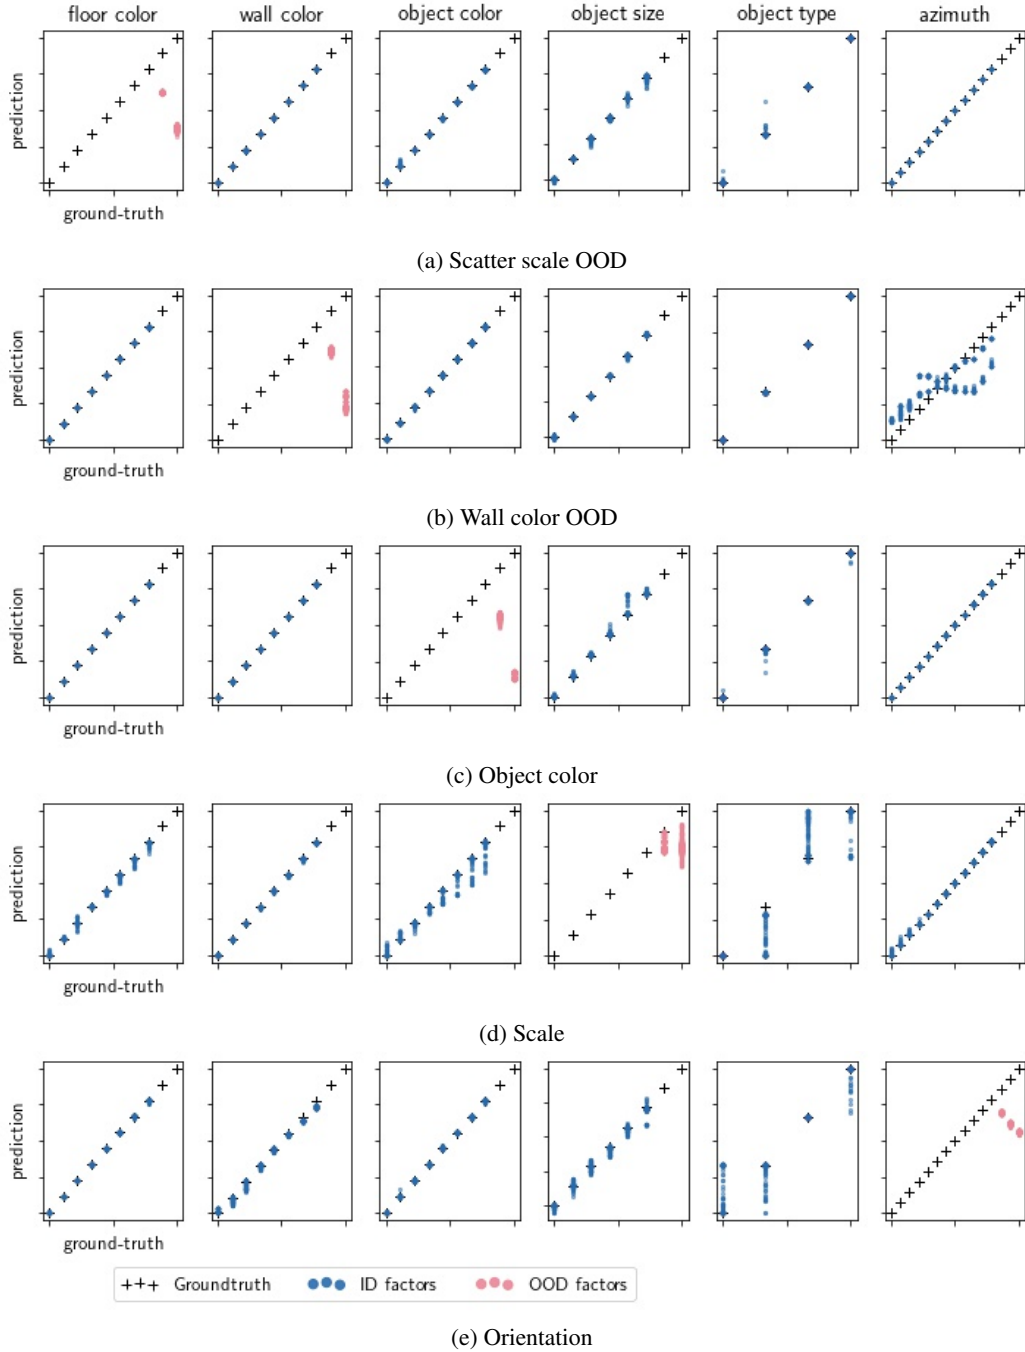 floor color wall color object color object size object type azimuth
prediction
ground-truth
(a) Scatter scale OOD
prediction
ground-truth
(b) Wall color OOD
prediction
ground-truth
(c) Object color
prediction
ground-truth
(d) Scale
prediction
ground-truth
Groundtruth ID factors OOD factors
(e) Orientation